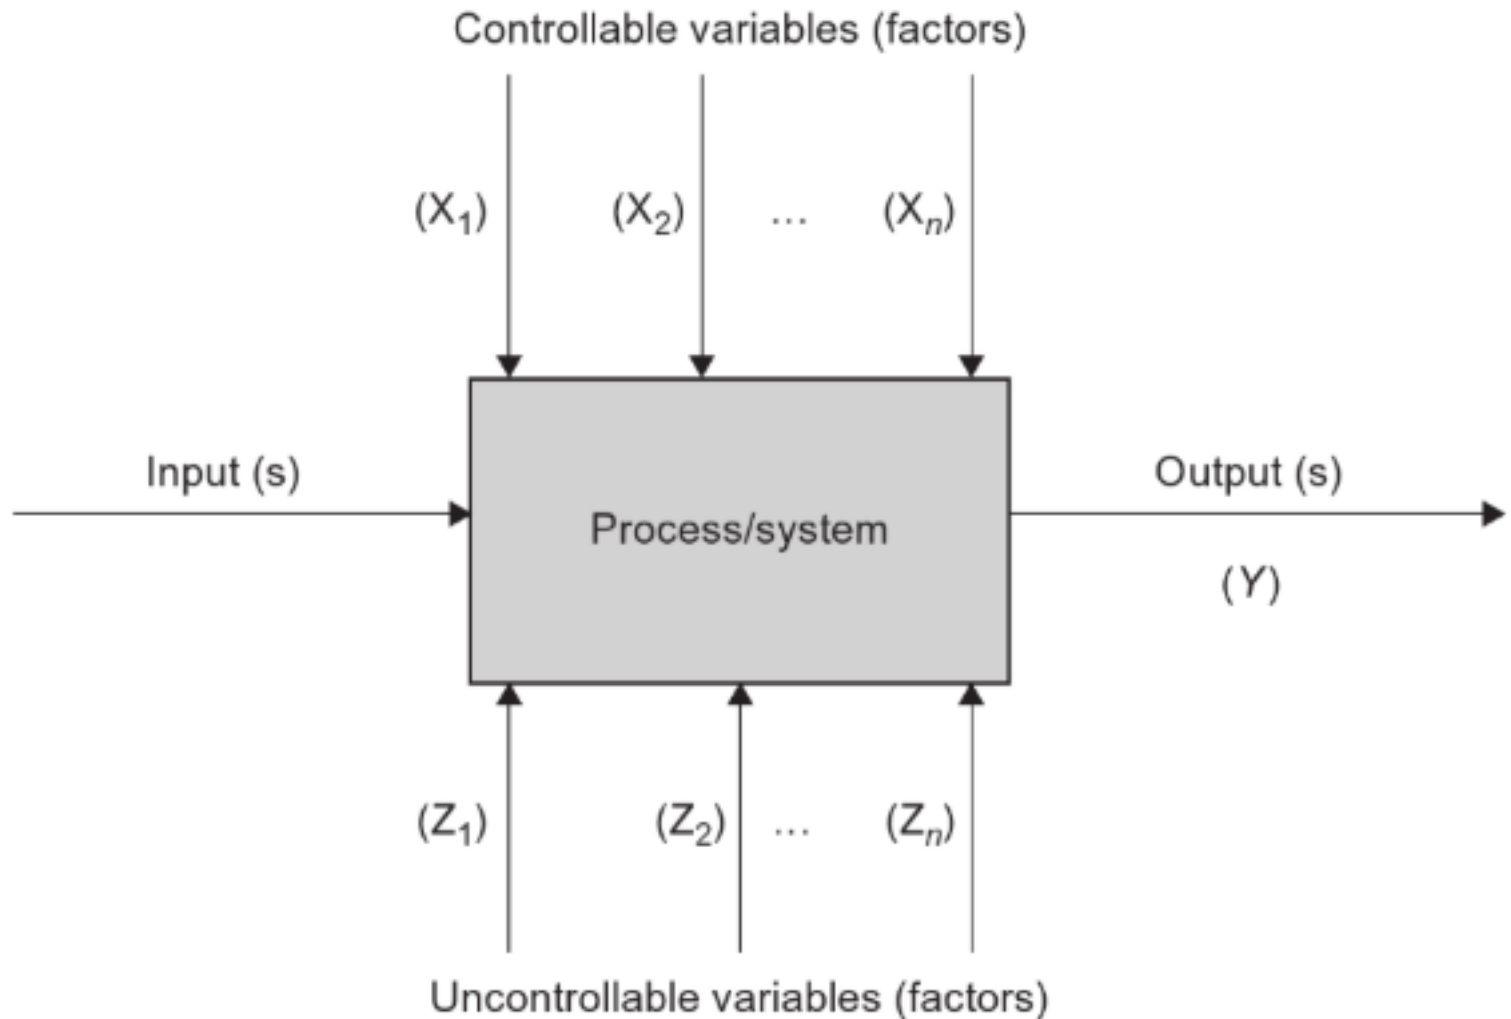 Controllable variables (factors)
(X₁) (X₂) ... (Xₙ)
Input (s)
Process/system
Output (s)
(Y)
(Z₁) (Z₂) ... (Zₙ)
Uncontrollable variables (factors)